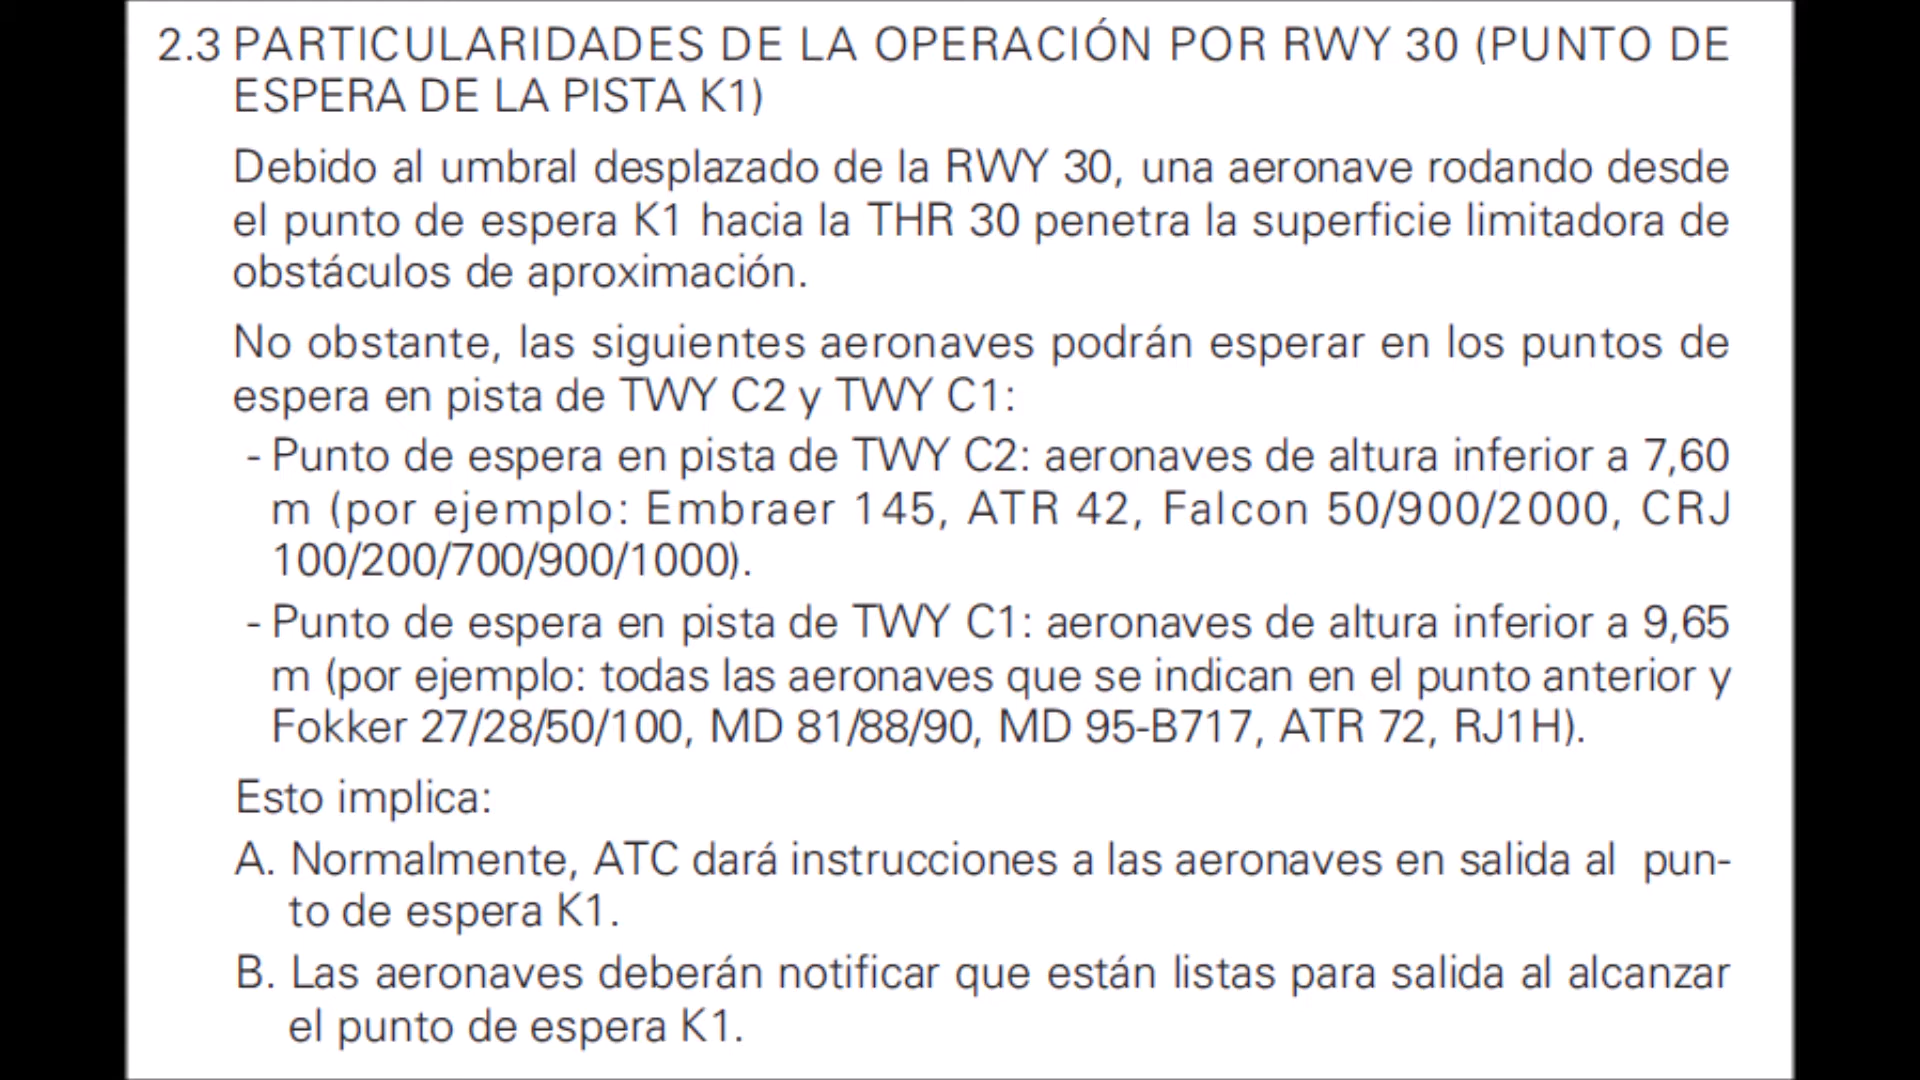 2.3 PARTICULARIDADES DE LA OPERACIÓN POR RWY 30 (PUNTO DE
ESPERA DE LA PISTA K1)
Debido al umbral desplazado de la RWY 30, una aeronave rodando desde
el punto de espera K1 hacia la THR 30 penetra la superficie limitadora de
obstáculos de aproximación.
No obstante, las siguientes aeronaves podrán esperar en los puntos de
espera en pista de TWY C2 y TWY C1:
- Punto de espera en pista de TWY C2: aeronaves de altura inferior a 7,60
m (por ejemplo: Embraer 145, ATR 42, Falcon 50/900/2000, CRJ
100/200/700/900/1000).
- Punto de espera en pista de TWY C1: aeronaves de altura inferior a 9,65
m (por ejemplo: todas las aeronaves que se indican en el punto anterior y
Fokker 27/28/50/100, MD 81/88/90, MD 95-B717, ATR 72, RJ1H).
Esto implica:
A. Normalmente, ATC dará instrucciones a las aeronaves en salida al pun-
to de espera K1.
B. Las aeronaves deberán notificar que están listas para salida al alcanzar
el punto de espera K1.